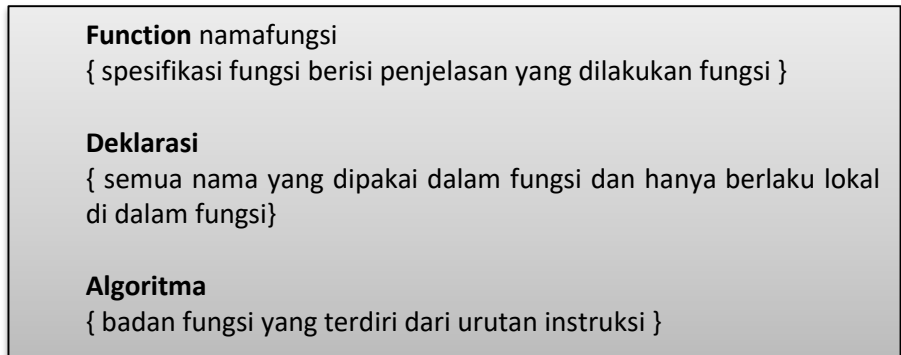 Function namafungsi
{ spesifikasi fungsi berisi penjelasan yang dilakukan fungsi }
Deklarasi
{ semua nama yang dipakai dalam fungsi dan hanya berlaku lokal
di dalam fungsi}
Algoritma
{ badan fungsi yang terdiri dari urutan instruksi }